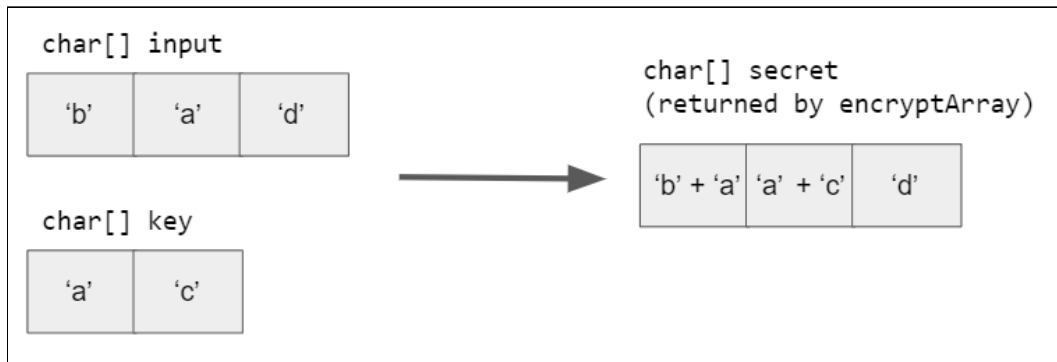 char[] input
‘b’ ‘a’ ‘d’
char[] key
‘a’ ‘c’
char[] secret
(returned by encryptArray)
‘b’ + ‘a’ ‘a’ + ‘c’ ‘d’